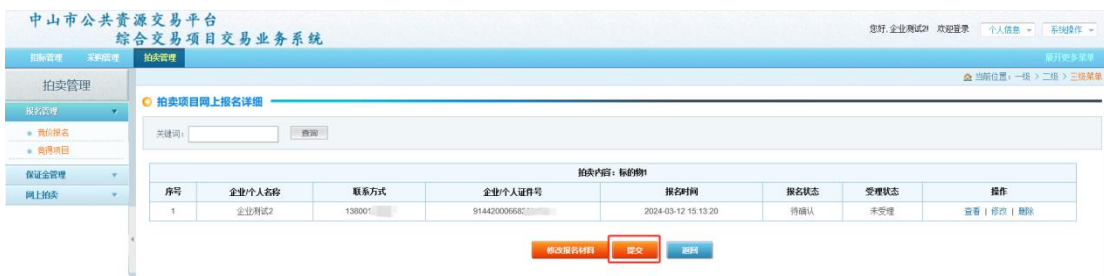 中山市公共资源交易平台
综合交易项目交易业务系统
您好,企业测试2! 欢迎登录 个人信息 系统操作
招标管理 采购管理 拍卖管理 展开更多菜单
拍卖管理
当前位置：一级 > 二级 > 三级菜单
报名管理
竞价报名
竞得项目
保证金管理
网上拍卖
拍卖项目网上报名详细
关键词： 查询
拍卖内容：标的物1
序号 企业/个人名称 联系方式 企业/个人证件号 报名时间 报名状态 受理状态 操作
1 企业测试2 138001 9144200066 2024-03-12 15:13:20 待确认 未受理 查看 | 修改 | 删除
修改报名材料 提交 返回